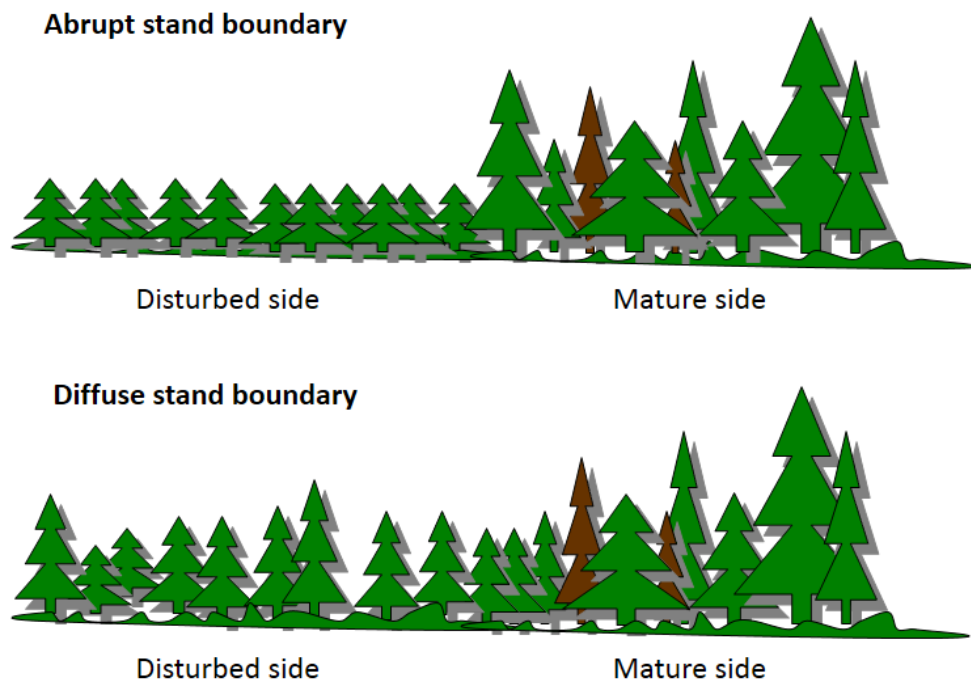 Abrupt stand boundary
Disturbed side Mature side
Diffuse stand boundary
Disturbed side Mature side